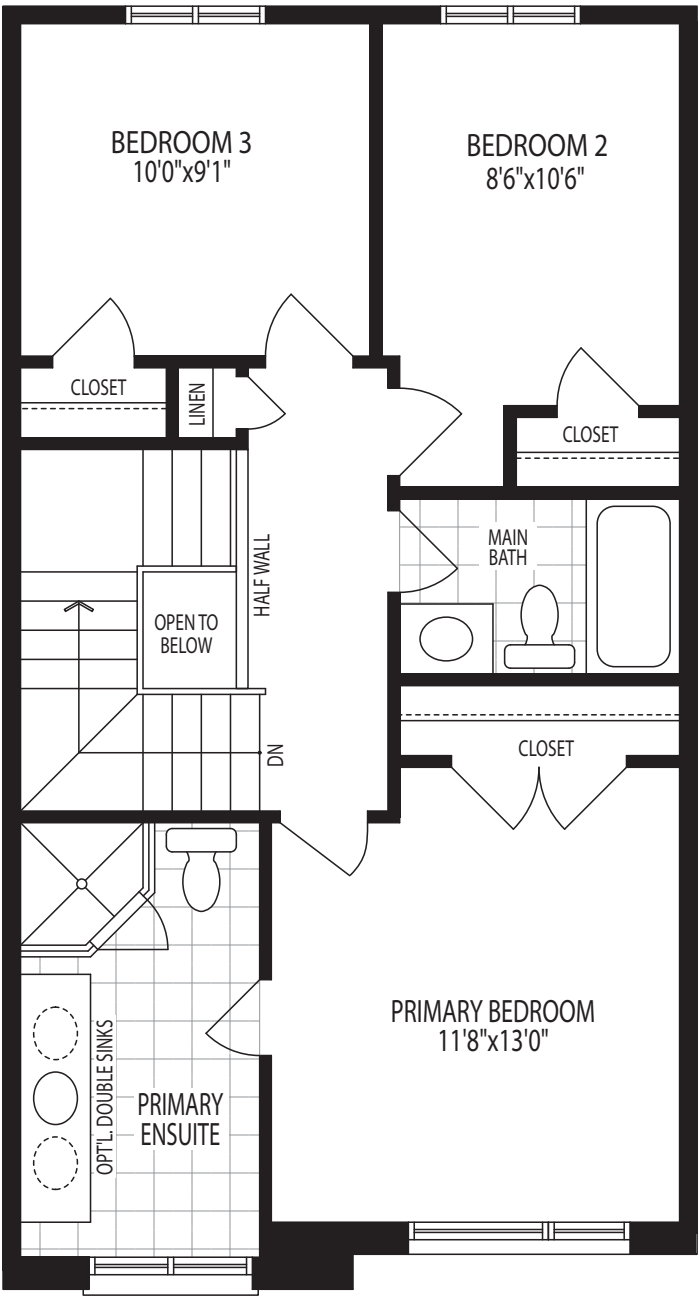 BEDROOM 3
10'0"x9'1"
BEDROOM 2
8'6"x10'6"
CLOSET
LINEN
CLOSET
HALF WALL
MAIN
BATH
OPEN TO
BELOW
DN
CLOSET
PRIMARY BEDROOM
11'8"x13'0"
OPT'L. DOUBLE SINKS
PRIMARY
ENSUITE